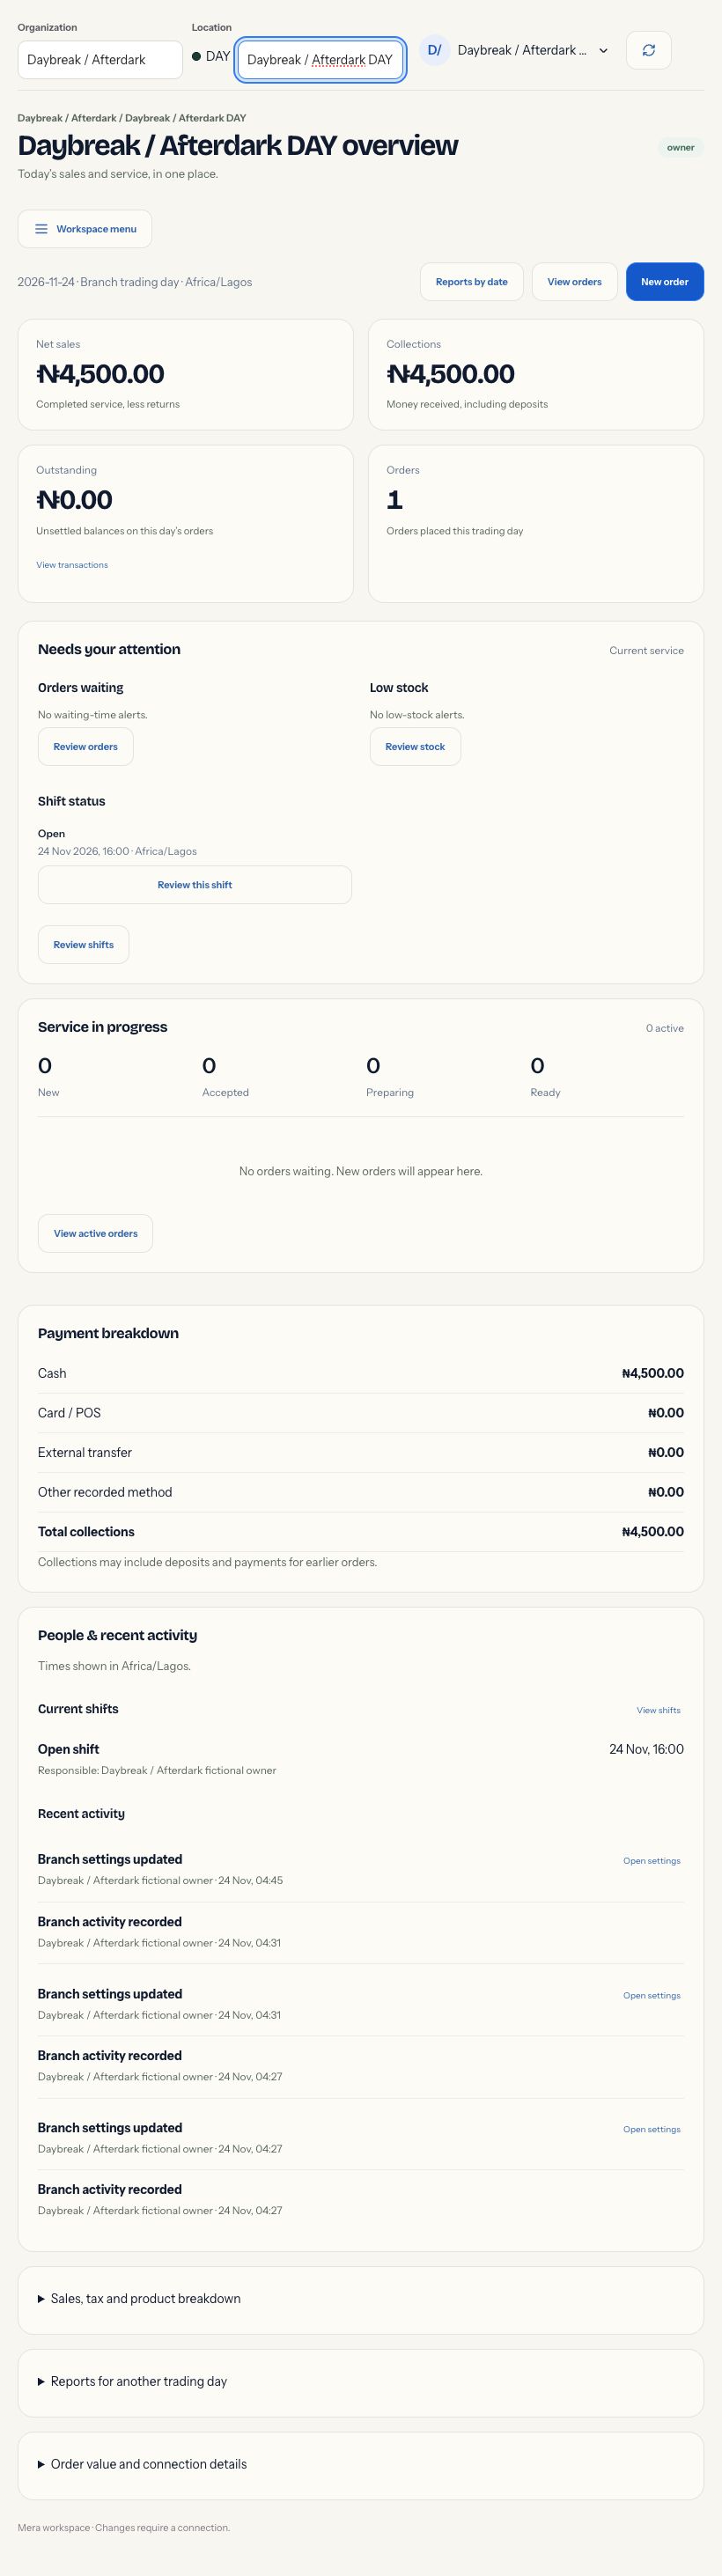 Organization
Location
Daybreak / Afterdark
DAY
Daybreak / Afterdark DAY
D/
Daybreak / Afterdark ...
Daybreak / Afterdark / Daybreak / Afterdark DAY
Daybreak / Afterdark DAY overview
owner
Today's sales and service, in one place.
Workspace menu
2026-11-24 · Branch trading day · Africa/Lagos
Reports by date
View orders
New order
Net sales
₦4,500.00
Completed service, less returns
Collections
₦4,500.00
Money received, including deposits
Outstanding
₦0.00
Unsettled balances on this day's orders
View transactions
Orders
1
Orders placed this trading day
Needs your attention
Current service
Orders waiting
No waiting-time alerts.
Review orders
Low stock
No low-stock alerts.
Review stock
Shift status
Open
24 Nov 2026, 16:00 · Africa/Lagos
Review this shift
Review shifts
Service in progress
0 active
0
New
0
Accepted
0
Preparing
0
Ready
No orders waiting. New orders will appear here.
View active orders
Payment breakdown
Cash ₦4,500.00
Card / POS ₦0.00
External transfer ₦0.00
Other recorded method ₦0.00
Total collections ₦4,500.00
Collections may include deposits and payments for earlier orders.
People & recent activity
Times shown in Africa/Lagos.
Current shifts
View shifts
Open shift
24 Nov, 16:00
Responsible: Daybreak / Afterdark fictional owner
Recent activity
Branch settings updated
Open settings
Daybreak / Afterdark fictional owner · 24 Nov, 04:45
Branch activity recorded
Daybreak / Afterdark fictional owner · 24 Nov, 04:31
Branch settings updated
Open settings
Daybreak / Afterdark fictional owner · 24 Nov, 04:31
Branch activity recorded
Daybreak / Afterdark fictional owner · 24 Nov, 04:27
Branch settings updated
Open settings
Daybreak / Afterdark fictional owner · 24 Nov, 04:27
Branch activity recorded
Daybreak / Afterdark fictional owner · 24 Nov, 04:27
Sales, tax and product breakdown
Reports for another trading day
Order value and connection details
Mera workspace · Changes require a connection.